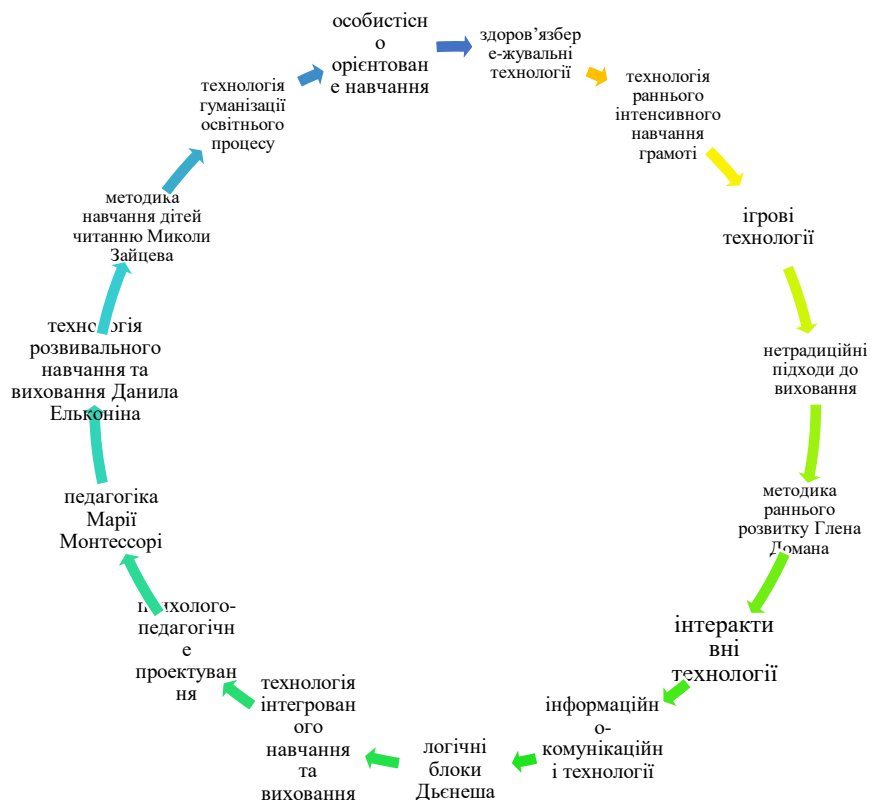 особистісн
о
орієнтован
е навчання
здоров’язбер
е-жувальні
технології
технологія
раннього
інтенсивного
навчання
грамоті
ігрові
технології
нетрадиційні
підходи до
виховання
методика
раннього
розвитку Глена
Домана
інтеракти
вні
технології
інформаційн
о-
комунікаційн
і технології
логічні
блоки
Дьєнеша
технологія
інтегрован
ого
навчання
та
виховання
психолого-
педагогічн
е
проектуван
ня
педагогіка
Марії
Монтессорі
технологія
розвивального
навчання та
виховання Данила
Ельконіна
методика
навчання дітей
читанню Миколи
Зайцева
технологія
гуманізації
освітнього
процесу